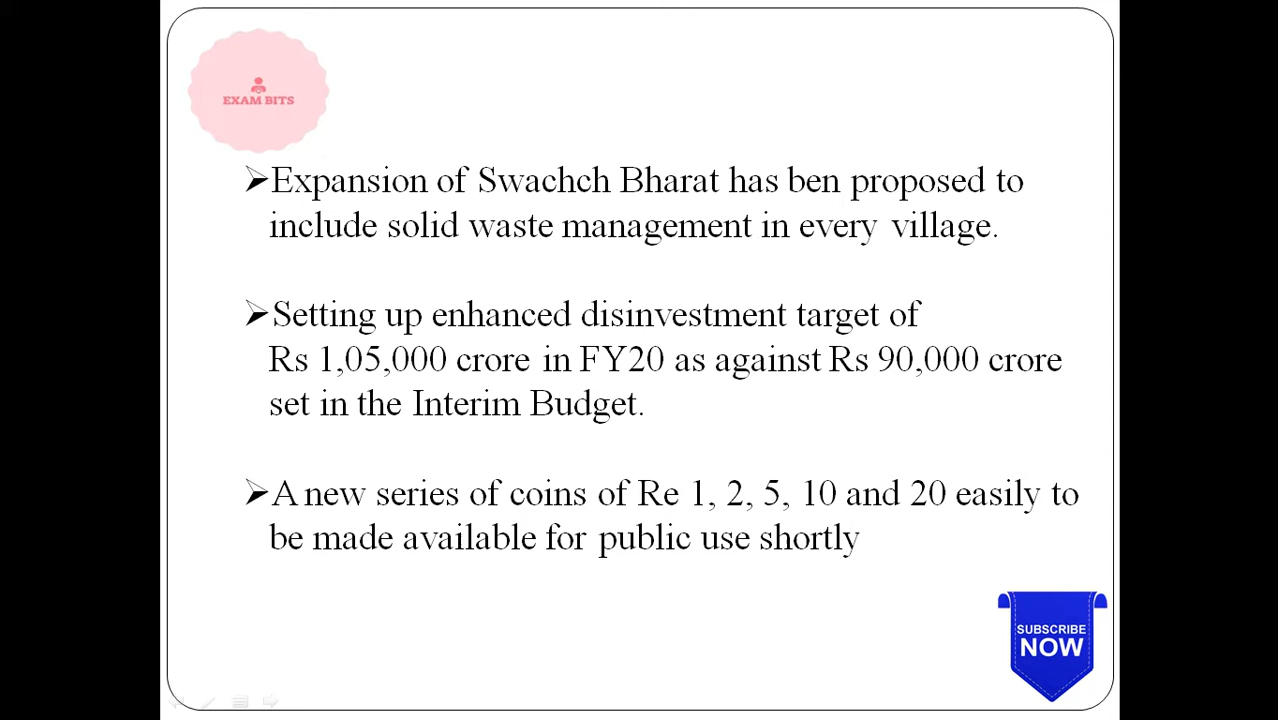 EXAM BITS
➢Expansion of Swachch Bharat has ben proposed to
include solid waste management in every village.
➢Setting up enhanced disinvestment target of
Rs 1,05,000 crore in FY20 as against Rs 90,000 crore
set in the Interim Budget.
➢A new series of coins of Re 1, 2, 5, 10 and 20 easily to
be made available for public use shortly
SUBSCRIBE
NOW